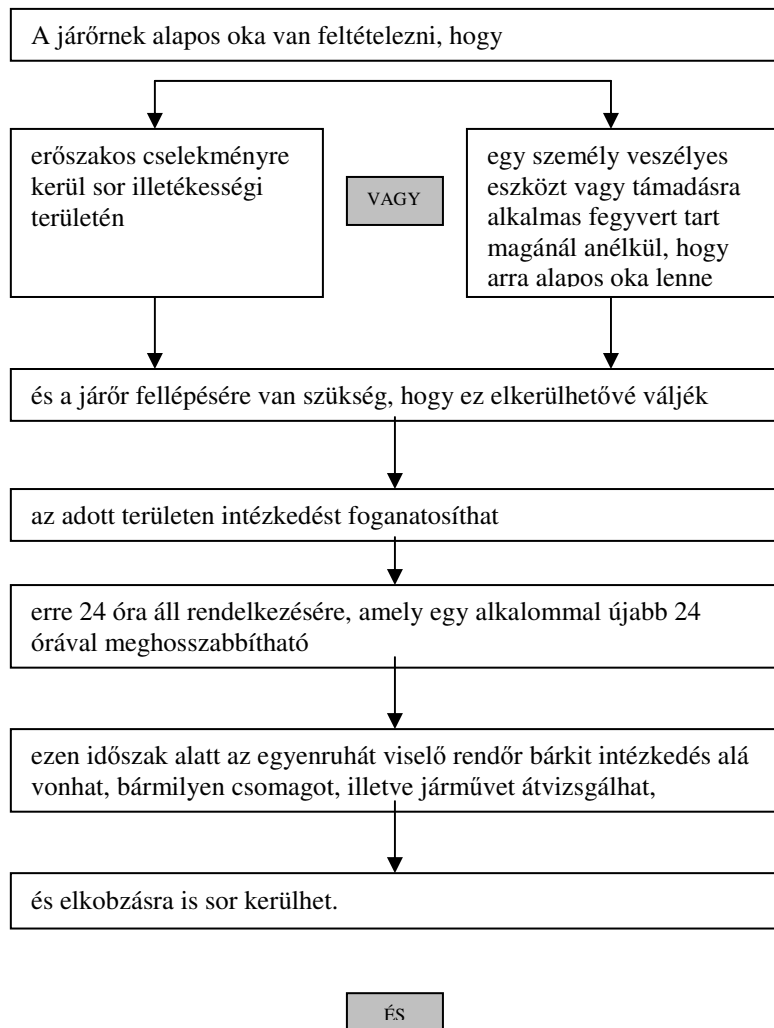 A járőrnek alapos oka van feltételezni, hogy
erőszakos cselekményre
kerül sor illetékességi
területén
VAGY
egy személy veszélyes
eszközt vagy támadásra
alkalmas fegyvert tart
magánál anélkül, hogy
arra alapos oka lenne
és a járőr fellépésére van szükség, hogy ez elkerülhetővé váljék
az adott területen intézkedést foganatosíthat
erre 24 óra áll rendelkezésére, amely egy alkalommal újabb 24
órával meghosszabbítható
ezen időszak alatt az egyenruhát viselő rendőr bárkit intézkedés alá
vonhat, bármilyen csomagot, illetve járművet átvizsgálhat,
és elkobzásra is sor kerülhet.
ÉS